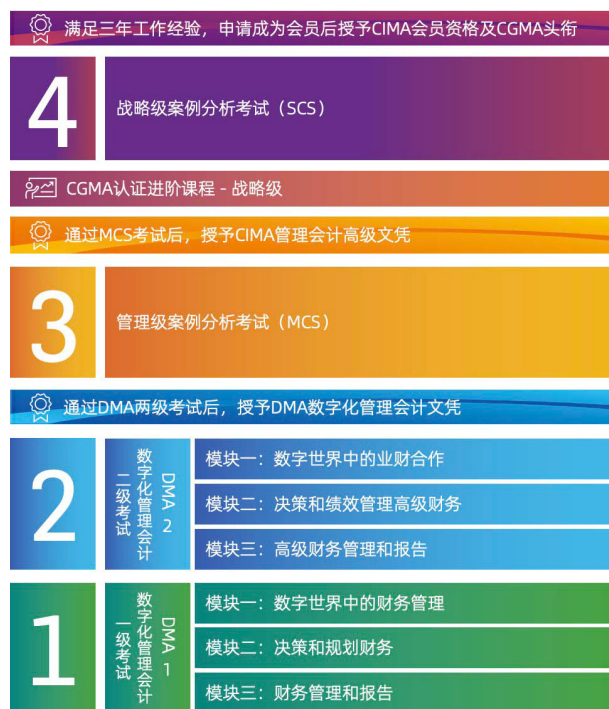 满足三年工作经验，申请成为会员后授予CIMA会员资格及CGMA头衔
4
战略级案例分析考试（SCS）
CGMA认证进阶课程 - 战略级
通过MCS考试后，授予CIMA管理会计高级文凭
3
管理级案例分析考试（MCS）
通过DMA两级考试后，授予DMA数字化管理会计文凭
2
DMA 2
数字化管理会计
二级考试
模块一：数字世界中的业财合作
模块二：决策和绩效管理高级财务
模块三：高级财务管理和报告
1
DMA 1
数字化管理会计
一级考试
模块一：数字世界中的财务管理
模块二：决策和规划财务
模块三：财务管理和报告